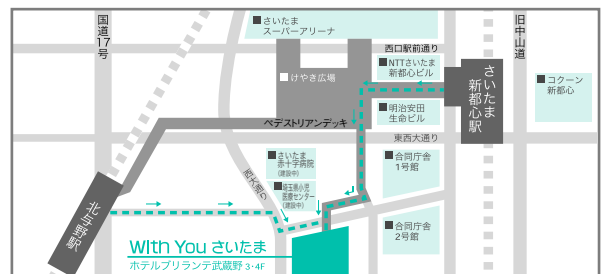 国道17号
■さいたま
スーパーアリーナ
西口駅前通り
旧中山道
■NTTさいたま
新都心ビル
さいたま
新都心駅
■コクーン
新都心
□けやき広場
■明治安田
生命ビル
ペデストリアンデッキ
東西大通り
■さいたま
赤十字病院
(建設中)
■合同庁舎
1号館
北与野駅
■埼玉県小児
医療センター
(建設中)
■合同庁舎
2号館
With You さいたま
ホテルブリランテ武蔵野 3・4F